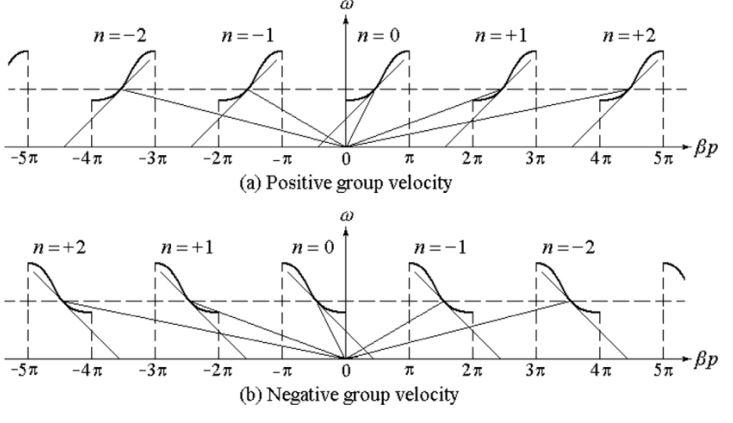 ω
n=−2 n=−1 n=0 n=+1 n=+2
βp
−5π −4π −3π −2π −π 0 π 2π 3π 4π 5π
(a) Positive group velocity
ω
n=+2 n=+1 n=0 n=−1 n=−2
βp
−5π −4π −3π −2π −π 0 π 2π 3π 4π 5π
(b) Negative group velocity